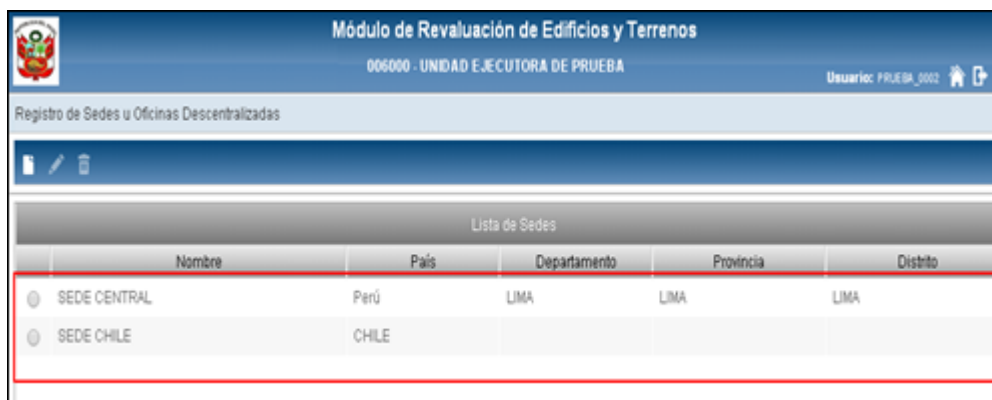 Módulo de Revaluación de Edificios y Terrenos
006000 - UNIDAD EJECUTORA DE PRUEBA
Usuario: PRUEBA_0002
Registro de Sedes u Oficinas Descentralizadas
Lista de Sedes
Nombre País Departamento Provincia Distrito
SEDE CENTRAL Perú LIMA LIMA LIMA
SEDE CHILE CHILE